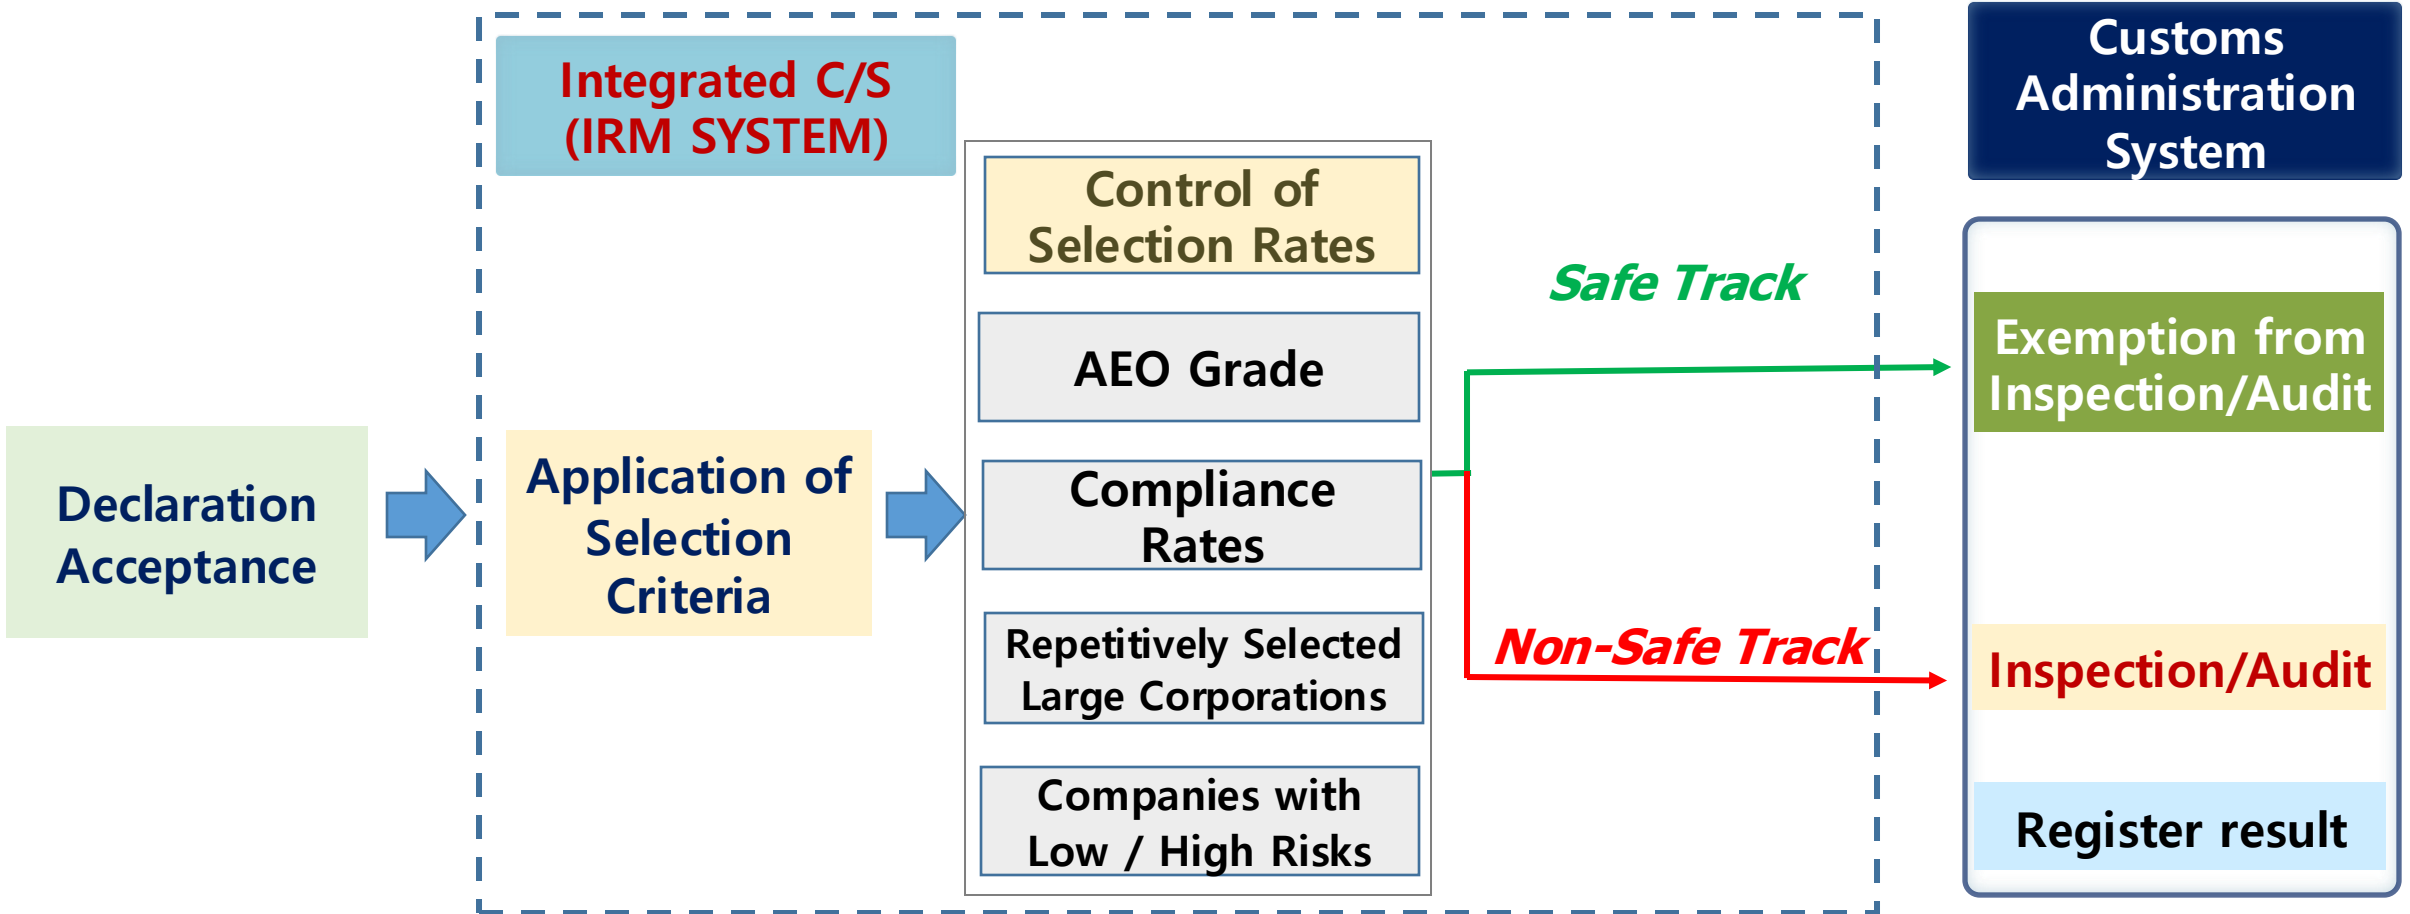 Declaration
Acceptance
Integrated C/S
(IRM SYSTEM)
Application of
Selection
Criteria
Control of
Selection Rates
AEO Grade
Compliance
Rates
Repetitively Selected
Large Corporations
Companies with
Low / High Risks
Safe Track
Non-Safe Track
Customs
Administration
System
Exemption from
Inspection/Audit
Inspection/Audit
Register result